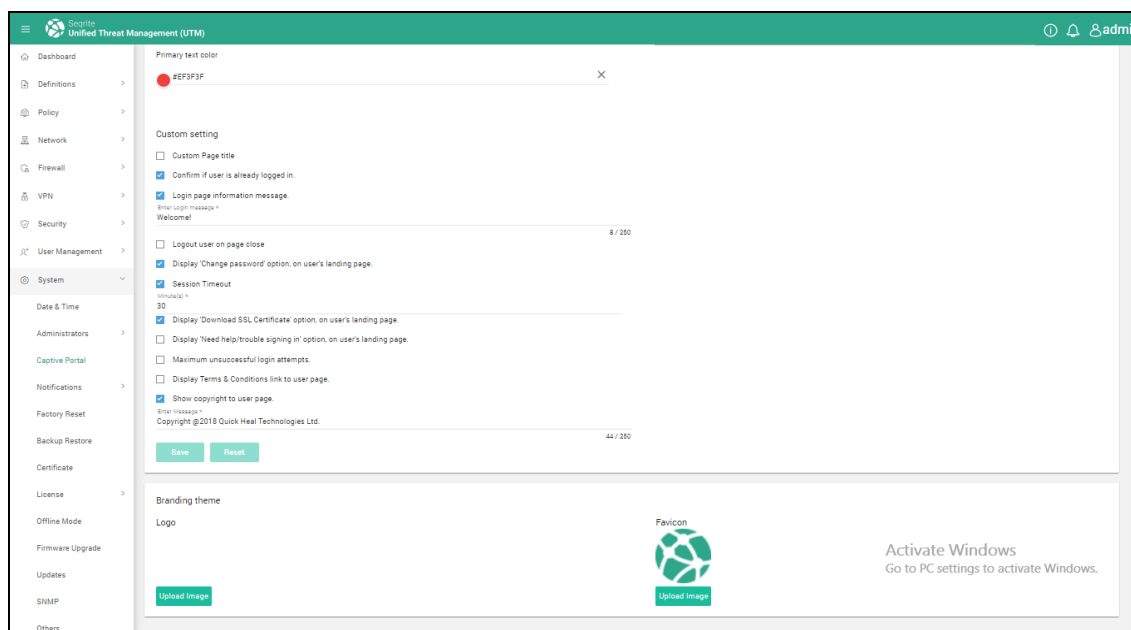 Seqrite
Unified Threat Management (UTM)
admi
Dashboard
Definitions
Policy
Network
Firewall
VPN
Security
User Management
System
Date & Time
Administrators
Captive Portal
Notifications
Factory Reset
Backup Restore
Certificate
License
Offline Mode
Firmware Upgrade
Updates
SNMP
Others
Primary text color
#EF3F3F
Custom setting
Custom Page title
Confirm if user is already logged in.
Login page information message.
Enter Login message *
Welcome!
8 / 250
Logout user on page close
Display 'Change password' option, on user's landing page.
Session Timeout
Minute(s) *
30
Display 'Download SSL Certificate' option, on user's landing page.
Display 'Need help/trouble signing in' option, on user's landing page.
Maximum unsuccessful login attempts.
Display Terms & Conditions link to user page.
Show copyright to user page.
Enter Message *
Copyright @2018 Quick Heal Technologies Ltd.
44 / 250
Save Reset
Branding theme
Logo
Favicon
Upload Image
Upload Image
Activate Windows
Go to PC settings to activate Windows.